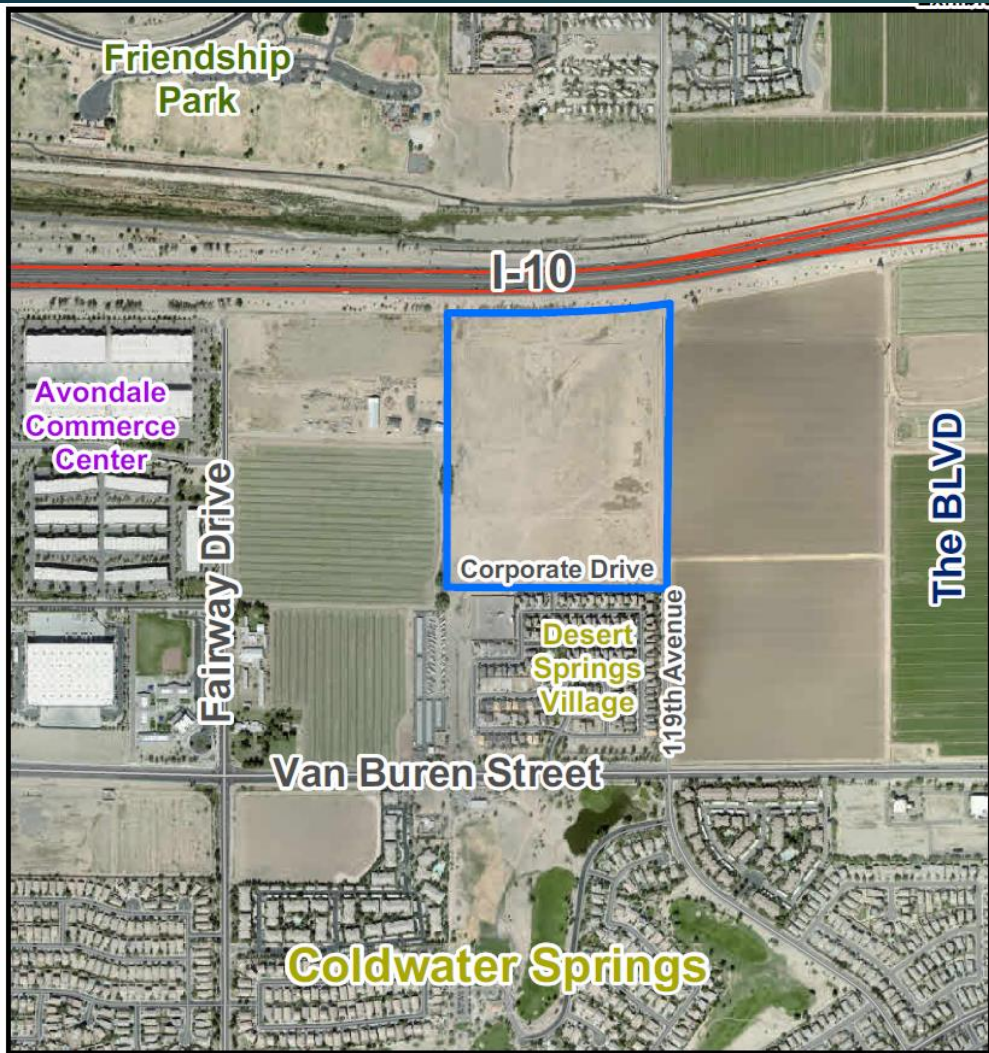 Friendship
Park
I-10
Avondale
Commerce
Center
Fairway Drive
The BLVD
Corporate Drive
Desert
Springs
Village
119th Avenue
Van Buren Street
Coldwater Springs